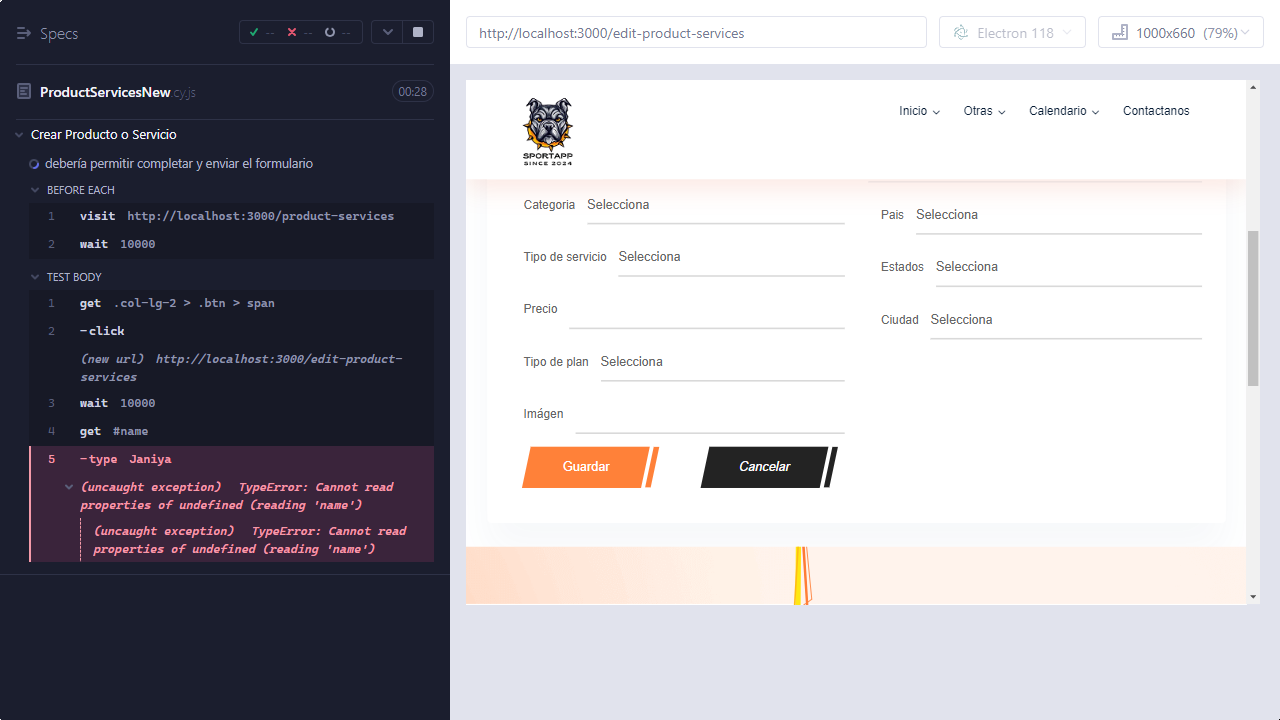 Specs
-- -- --
ProductServicesNew.cy.js
00:28
Crear Producto o Servicio
debería permitir completar y enviar el formulario
BEFORE EACH
1 visit http://localhost:3000/product-services
2 wait 10000
TEST BODY
1 get .col-lg-2 > .btn > span
2 -click
(new url) http://localhost:3000/edit-product-
services
3 wait 10000
4 get #name
5 -type Janiya
(uncaught exception) TypeError: Cannot read
properties of undefined (reading 'name')
(uncaught exception) TypeError: Cannot read
properties of undefined (reading 'name')
http://localhost:3000/edit-product-services
Electron 118
1000x660 (79%)
SPORTAPP
SINCE 2024
Inicio
Otras
Calendario
Contactanos
Categoria Selecciona
Tipo de servicio Selecciona
Precio
Tipo de plan Selecciona
Imágen
Pais Selecciona
Estados Selecciona
Ciudad Selecciona
Guardar
Cancelar